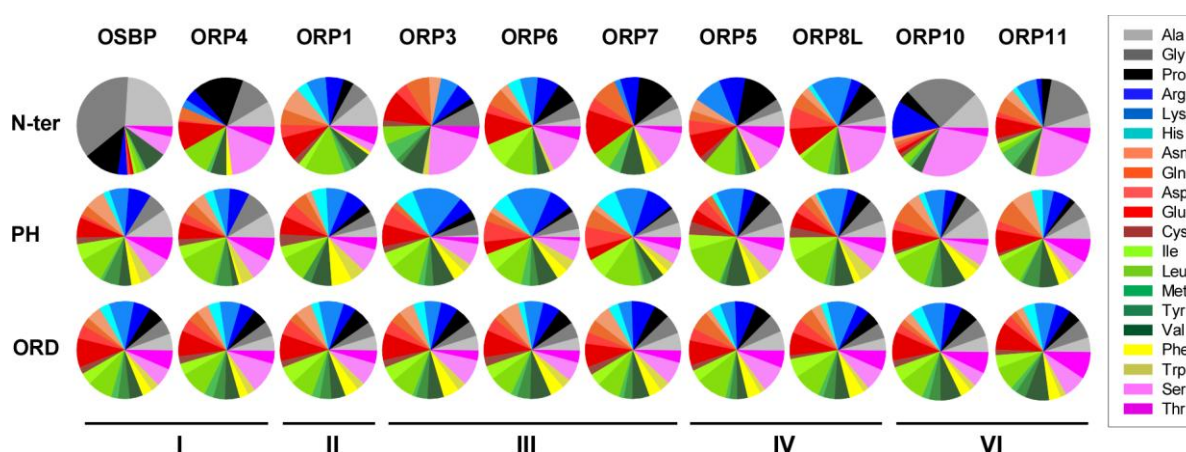 OSBP ORP4 ORP1 ORP3 ORP6 ORP7 ORP5 ORP8L ORP10 ORP11
N-ter
PH
ORD
I II III IV VI
Ala
Gly
Pro
Arg
Lys
His
Asn
Gln
Asp
Glu
Cys
Ile
Leu
Met
Tyr
Val
Phe
Trp
Ser
Thr